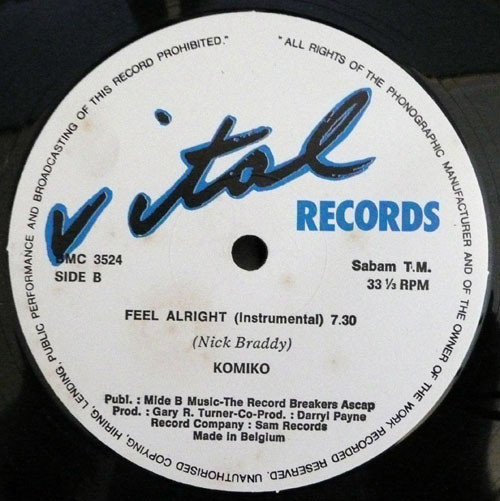 "ALL RIGHTS OF THE PHONOGRAPHIC MANUFACTURER AND OF THE OWNER OF THE WORK RECORDED RESERVED. UNAUTHORISED COPYING, HIRING, LENDING, PUBLIC PERFORMANCE AND BROADCASTING OF THIS RECORD PROHIBITED."
vital
RECORDS
BMC 3524
SIDE B
Sabam T.M.
33 ⅓ RPM
FEEL ALRIGHT (Instrumental) 7.30
(Nick Braddy)
KOMIKO
Publ. : Mide B Music-The Record Breakers Ascap
Prod. : Gary R. Turner-Co-Prod. : Darryl Payne
Record Company : Sam Records
Made in Belgium